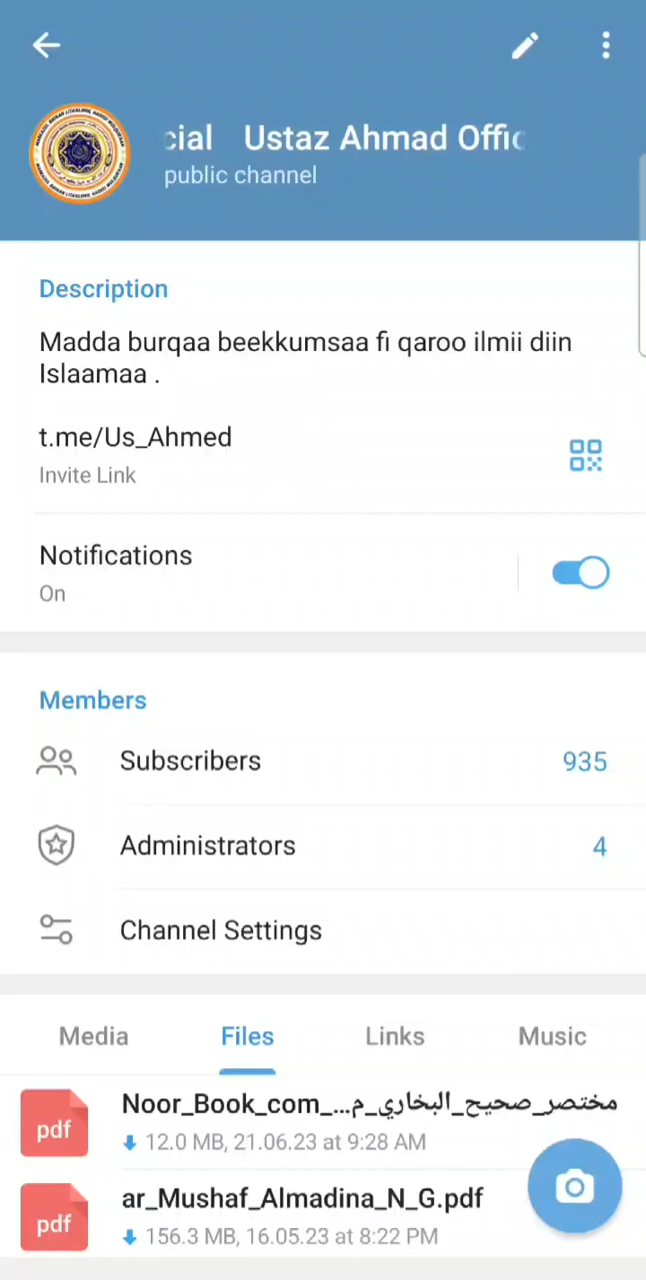 cial Ustaz Ahmad Offic
public channel
Description
Madda burqaa beekkumsaa fi qaroo ilmii diin
Islaamaa .
t.me/Us_Ahmed
Invite Link
Notifications
On
Members
Subscribers 935
Administrators 4
Channel Settings
Media Files Links Music
pdf
Noor_Book_com_...مختصر_صحيح_البخاري_م
12.0 MB, 21.06.23 at 9:28 AM
pdf
ar_Mushaf_Almadina_N_G.pdf
156.3 MB, 16.05.23 at 8:22 PM